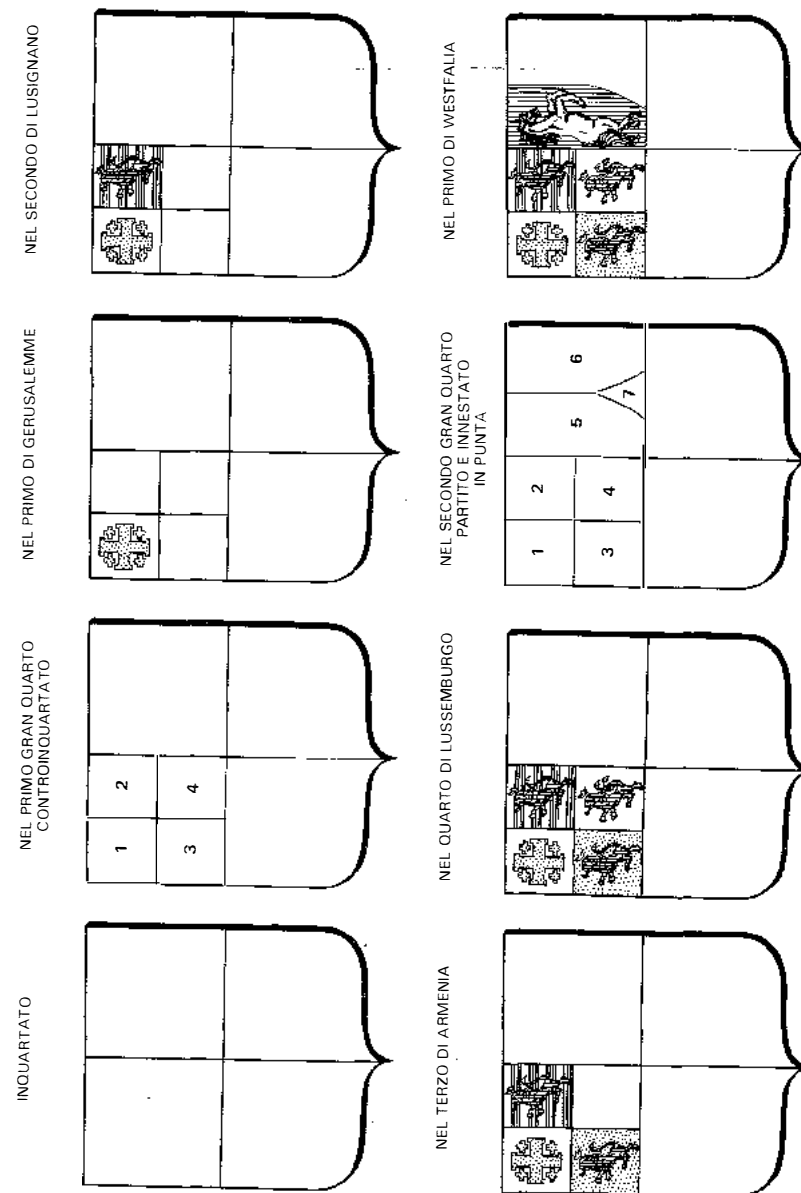 INQUARTATO
NEL PRIMO GRAN QUARTO
CONTROINQUARTATO
1 2
3 4
NEL PRIMO DI GERUSALEMME
NEL SECONDO DI LUSIGNANO
NEL TERZO DI ARMENIA
NEL QUARTO DI LUSSEMBURGO
NEL SECONDO GRAN QUARTO
PARTITO E INNESTATO
IN PUNTA
1 2
5 6
3 4
7
NEL PRIMO DI WESTFALIA